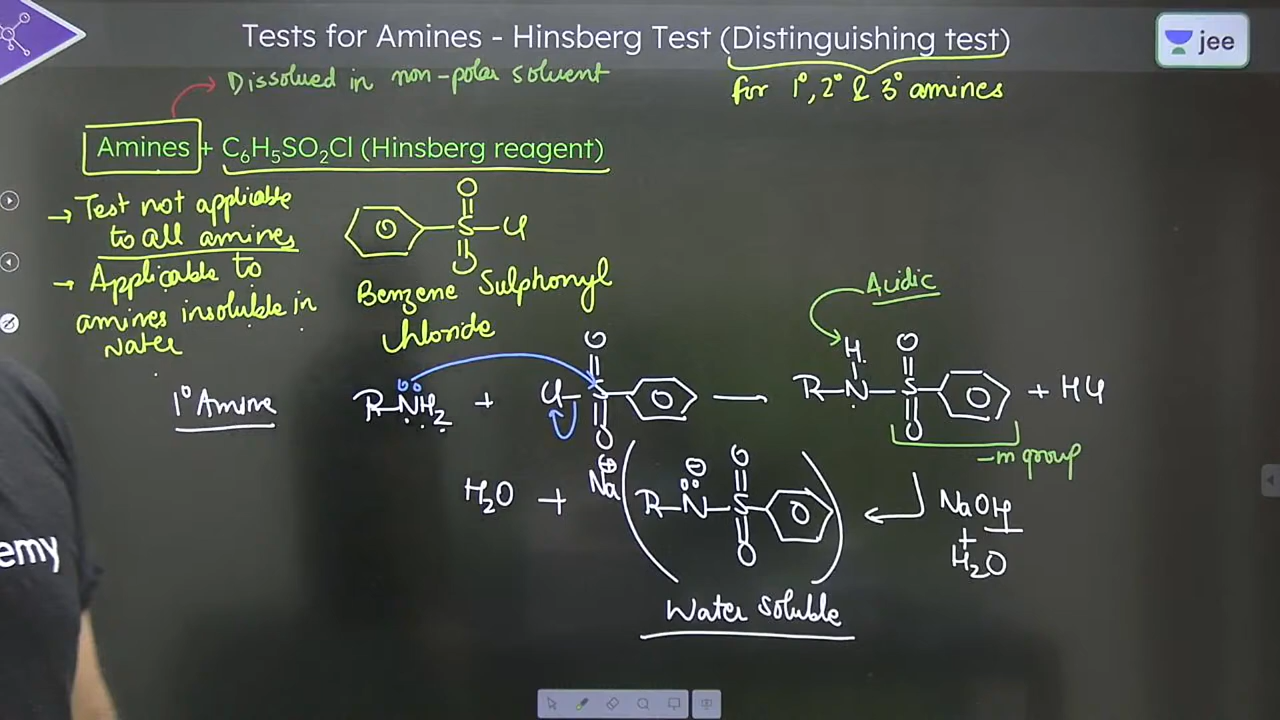 Tests for Amines - Hinsberg Test (Distinguishing test)
jee
Dissolved in non-polar solvent
for 1°, 2° & 3° amines
Amines + C₆H₅SO₂Cl (Hinsberg reagent)
→ Test not applicable
to all amines
→ Applicable to
amines insoluble in
water
O
S–Cl
O
Benzene Sulphonyl
chloride
Acidic
1° Amine
R–NH₂ + Cl–S
O
O
H
R–N–S + HCl
O
O
–m group
H₂O + Na⊕ (R–N⊖–S)
O
O
NaOH
+
H₂O
Water soluble
emy